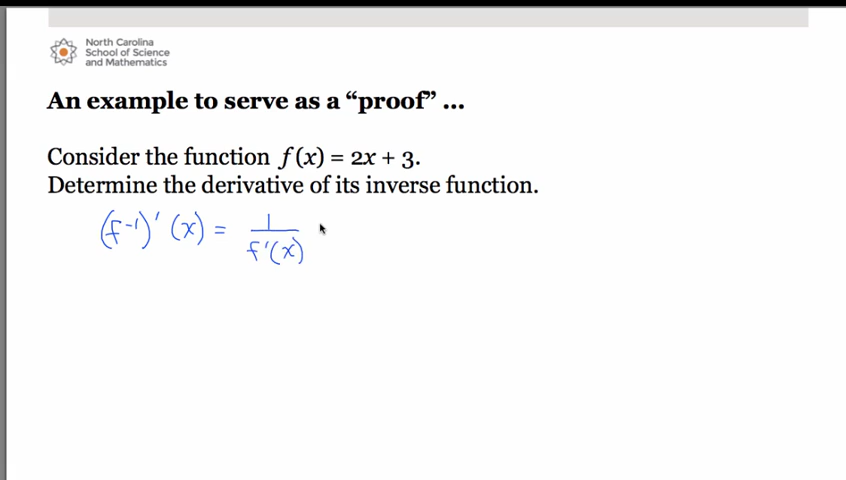 North Carolina
School of Science
and Mathematics
An example to serve as a “proof” ...
Consider the function f(x) = 2x + 3.
Determine the derivative of its inverse function.
(f⁻¹)'(x) = 1/f'(x)